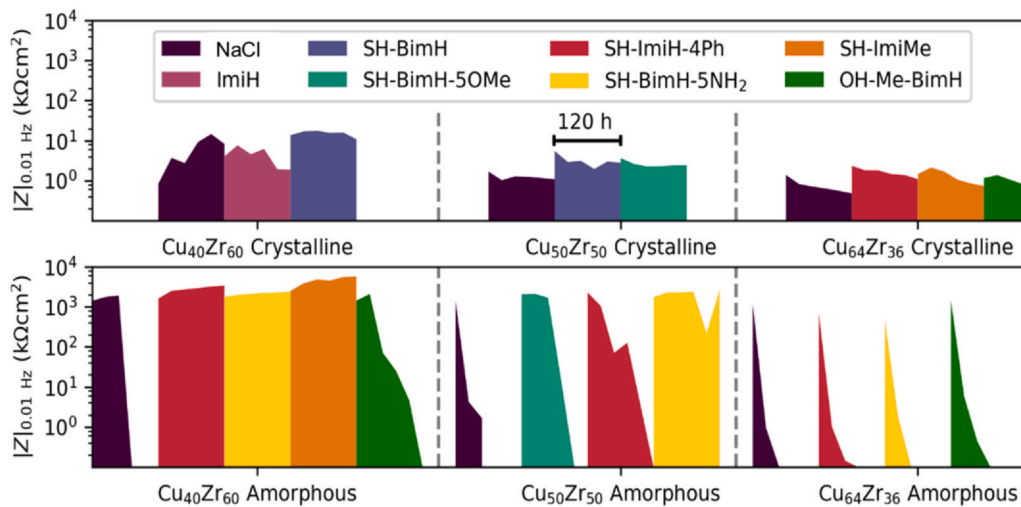 |Z|0.01 Hz (kΩcm²)
10⁴
10³
10²
10¹
10⁰
NaCl SH-BimH SH-ImiH-4Ph SH-ImiMe
ImiH SH-BimH-5OMe SH-BimH-5NH₂ OH-Me-BimH
120 h
Cu₄₀Zr₆₀ Crystalline Cu₅₀Zr₅₀ Crystalline Cu₆₄Zr₃₆ Crystalline
|Z|0.01 Hz (kΩcm²)
10⁴
10³
10²
10¹
10⁰
Cu₄₀Zr₆₀ Amorphous Cu₅₀Zr₅₀ Amorphous Cu₆₄Zr₃₆ Amorphous